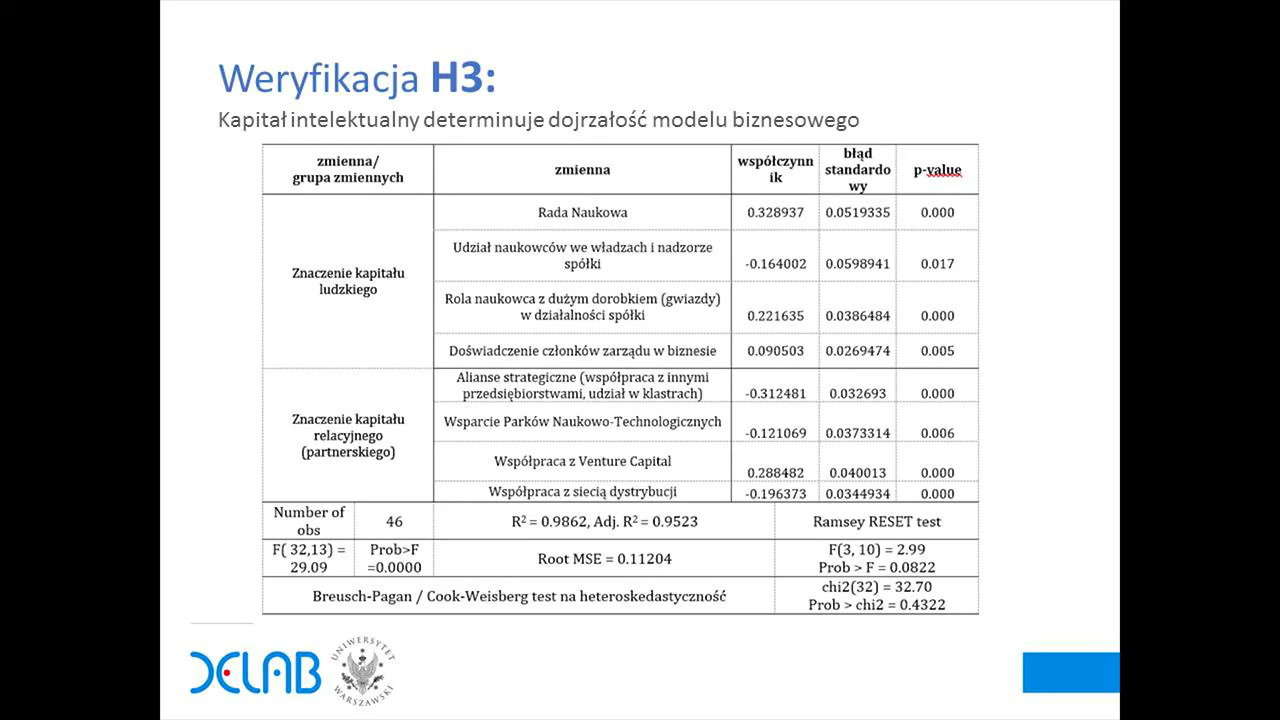 Weryfikacja H3:
Kapitał intelektualny determinuje dojrzałość modelu biznesowego
zmienna/
grupa zmiennych
zmienna
współczynn
ik
błąd
standardo
wy
p-value
Znaczenie kapitału
ludzkiego
Rada Naukowa
0.328937
0.0519335
0.000
Udział naukowców we władzach i nadzorze
spółki
-0.164002
0.0598941
0.017
Rola naukowca z dużym dorobkiem (gwiazdy)
w działalności spółki
0.221635
0.0386484
0.000
Doświadczenie członków zarządu w biznesie
0.090503
0.0269474
0.005
Znaczenie kapitału
relacyjnego
(partnerskiego)
Alianse strategiczne (współpraca z innymi
przedsiębiorstwami, udział w klastrach)
-0.312481
0.032693
0.000
Wsparcie Parków Naukowo-Technologicznych
-0.121069
0.0373314
0.006
Współpraca z Venture Capital
0.288482
0.040013
0.000
Współpraca z siecią dystrybucji
-0.196373
0.0344934
0.000
Number of
obs
46
R² = 0.9862, Adj. R² = 0.9523
Ramsey RESET test
F( 32,13) =
29.09
Prob>F
=0.0000
Root MSE = 0.11204
F(3, 10) = 2.99
Prob > F = 0.0822
Breusch-Pagan / Cook-Weisberg test na heteroskedastyczność
chi2(32) = 32.70
Prob > chi2 = 0.4322
DELAB
UNIWERSYTET
WARSZAWSKI